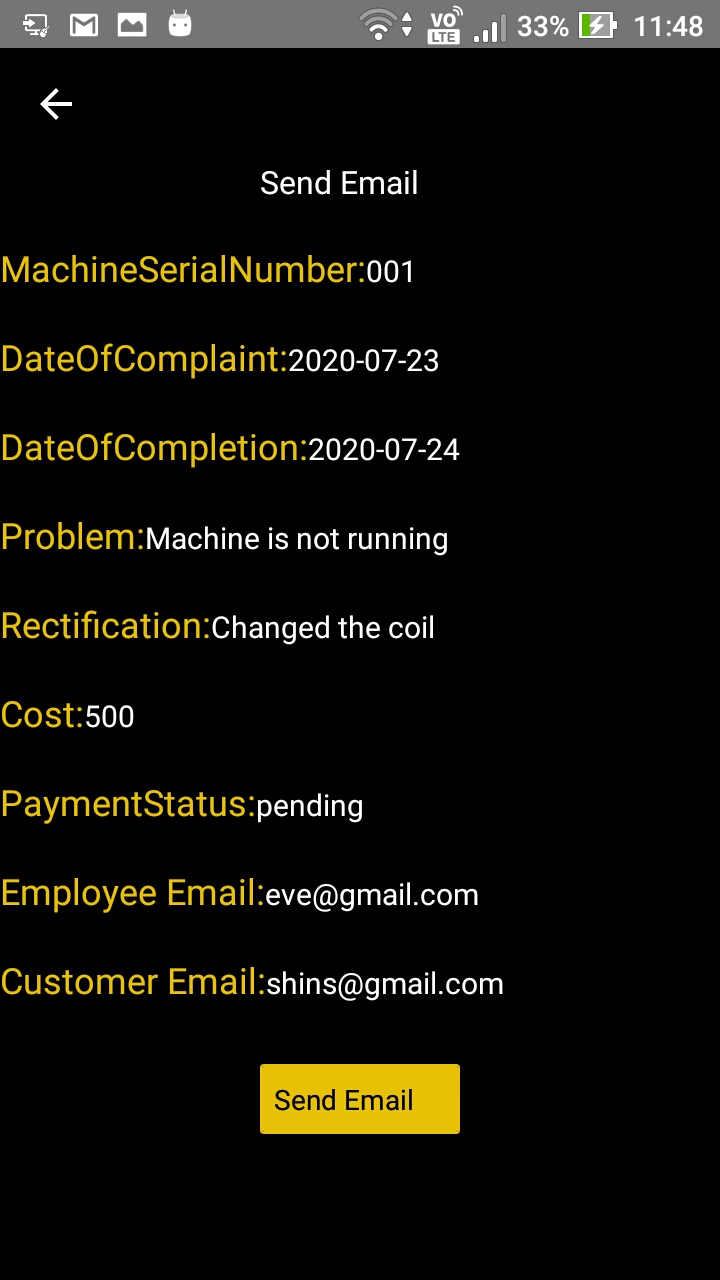 VO LTE 33% 11:48
Send Email
MachineSerialNumber:001
DateOfComplaint:2020-07-23
DateOfCompletion:2020-07-24
Problem:Machine is not running
Rectification:Changed the coil
Cost:500
PaymentStatus:pending
Employee Email:eve@gmail.com
Customer Email:shins@gmail.com
Send Email